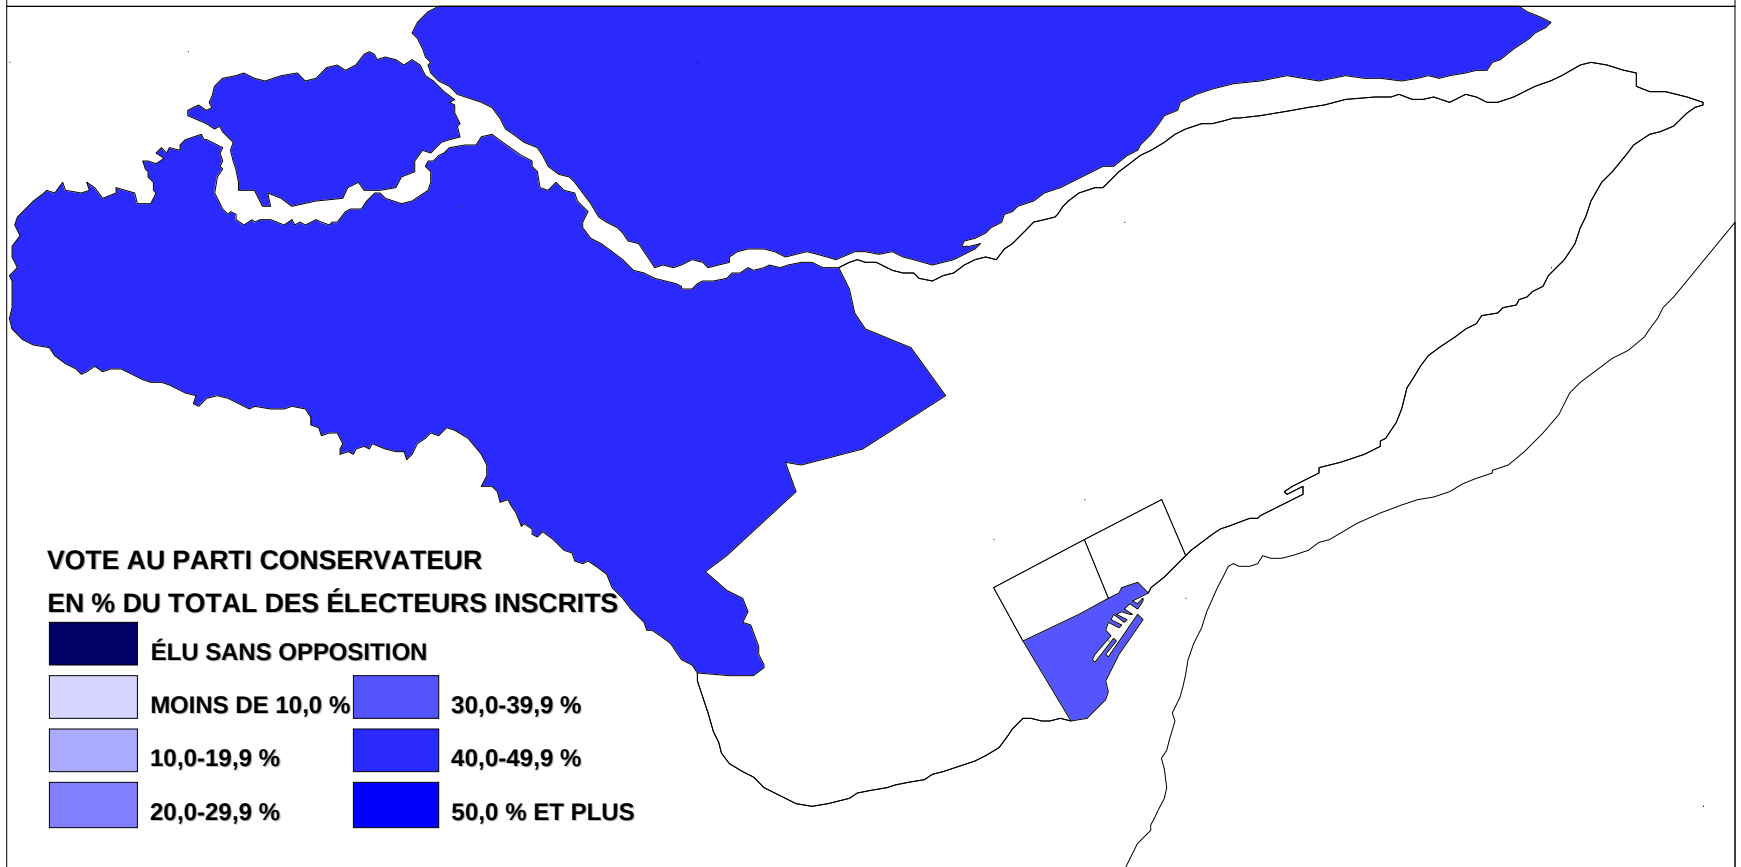 VOTE AU PARTI CONSERVATEUR
EN % DU TOTAL DES ÉLECTEURS INSCRITS
ÉLU SANS OPPOSITION
MOINS DE 10,0 %
10,0-19,9 %
20,0-29,9 %
30,0-39,9 %
40,0-49,9 %
50,0 % ET PLUS